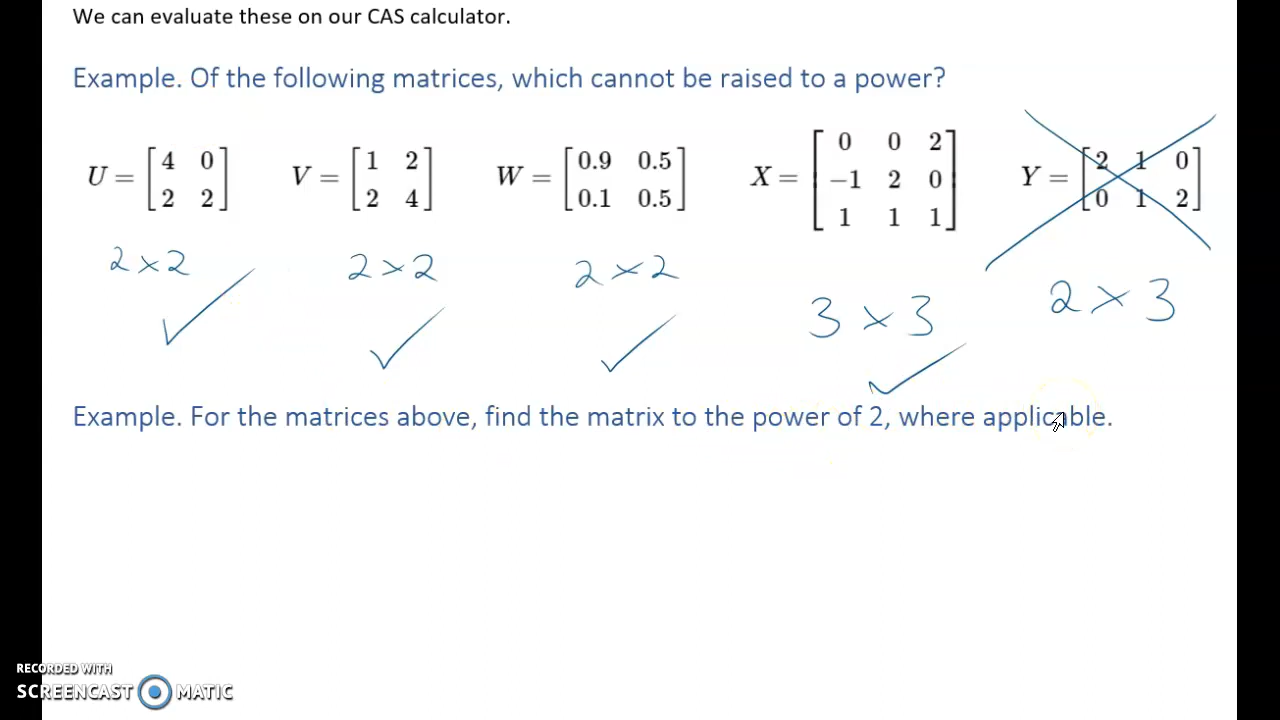 We can evaluate these on our CAS calculator.
Example. Of the following matrices, which cannot be raised to a power?
U = [4 0 2 2] V = [1 2 2 4] W = [0.9 0.5 0.1 0.5] X = [0 0 2 −1 2 0 1 1 1] Y = [2 1 0 0 1 2]
2 × 2 2 × 2 2 × 2 3 × 3 2 × 3
Example. For the matrices above, find the matrix to the power of 2, where applicable.
RECORDED WITH
SCREENCAST MATIC